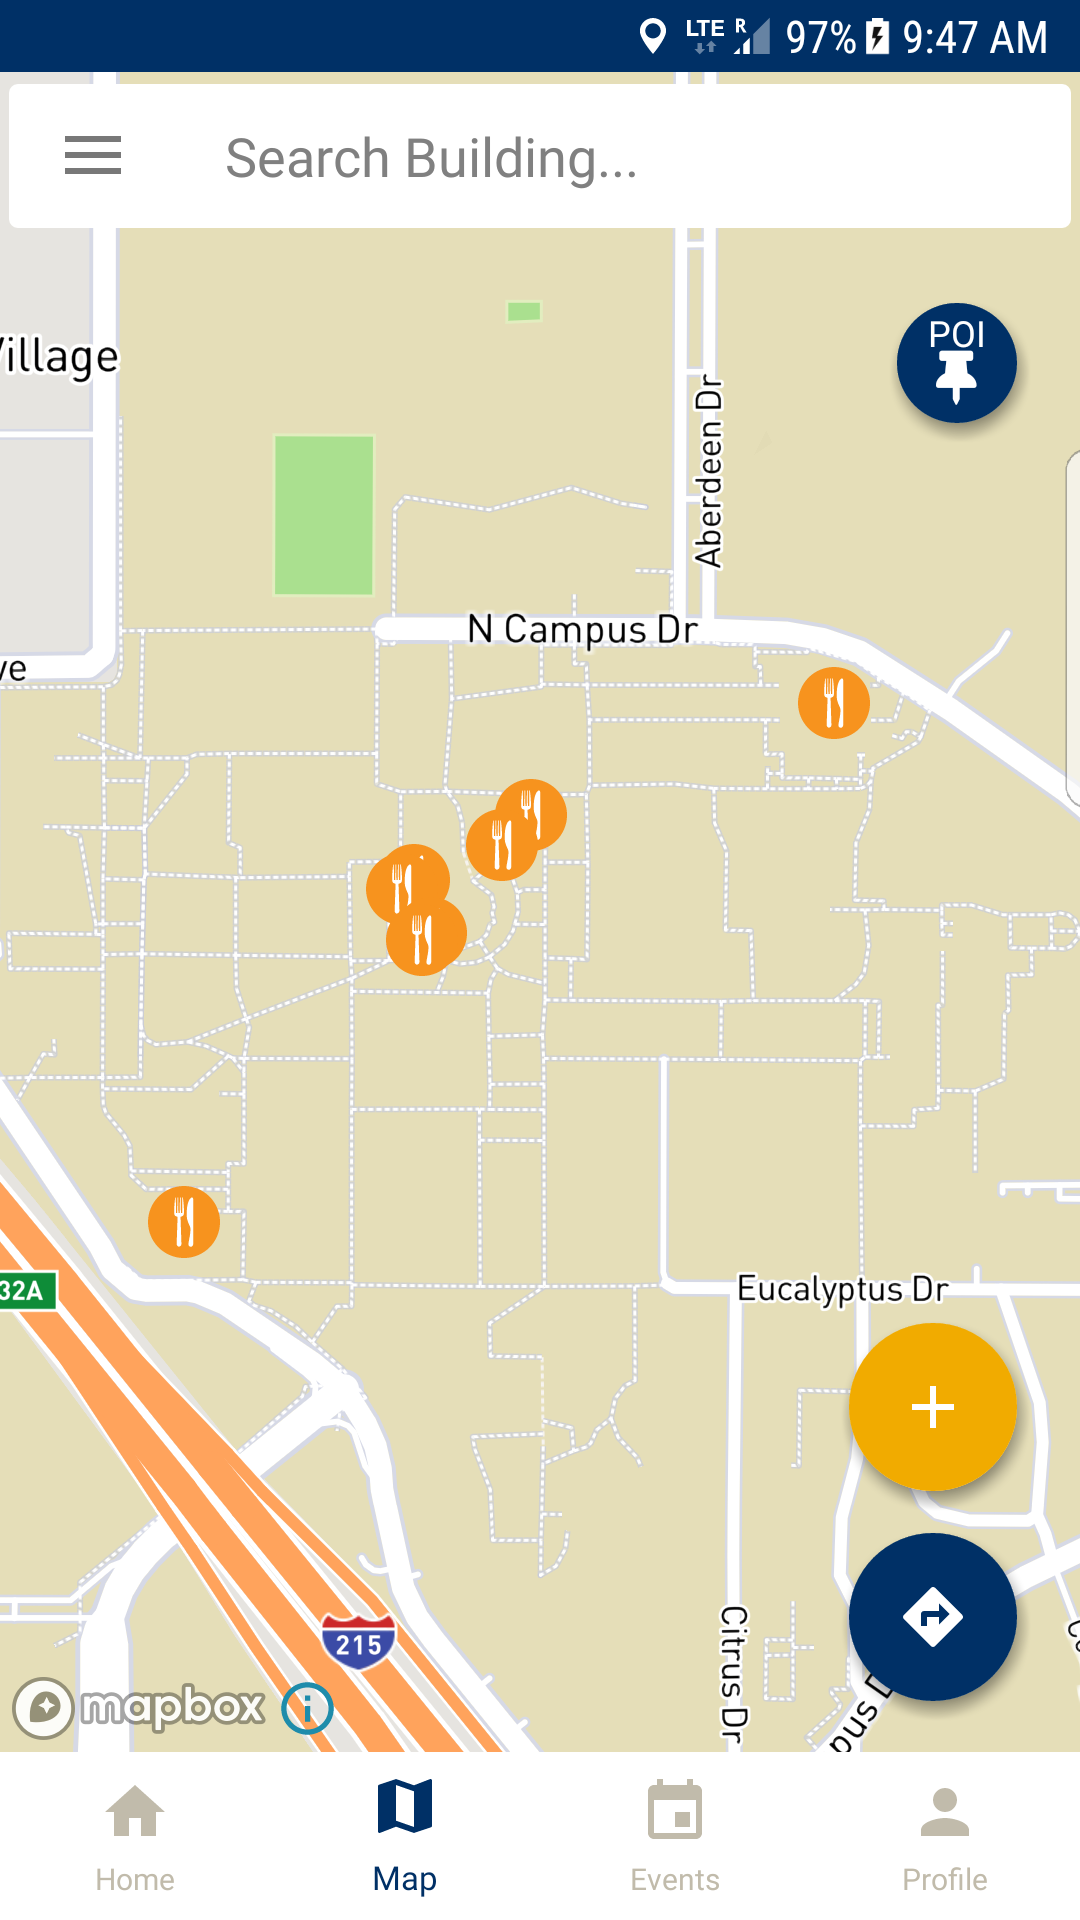 LTE R 97% 9:47 AM
Search Building...
Village
POI
Aberdeen Dr
N Campus Dr
ve
32A
Eucalyptus Dr
215
Citrus Dr
pus D
mapbox
Home
Map
Events
Profile